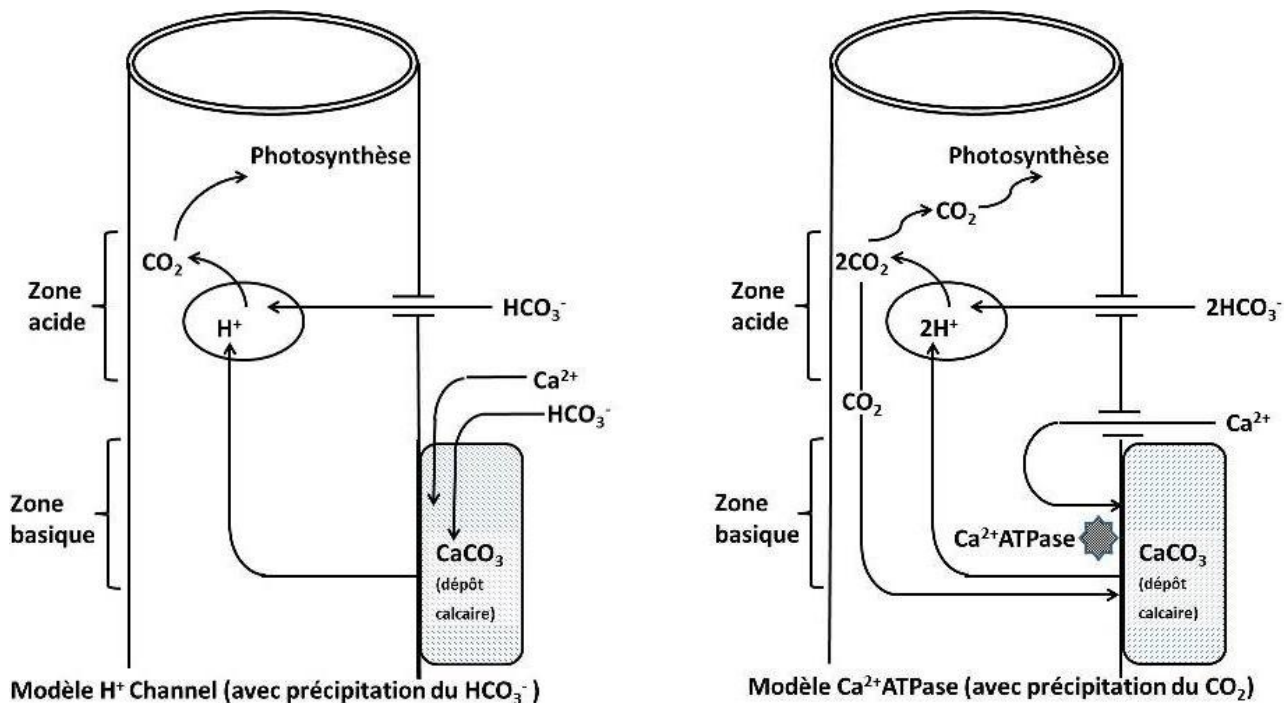 Photosynthèse
CO₂
Zone
acide
H⁺
HCO₃⁻
Ca²⁺
HCO₃⁻
Zone
basique
CaCO₃
(dépôt
calcaire)
Modèle H⁺ Channel (avec précipitation du HCO₃⁻)
Photosynthèse
CO₂
2CO₂
Zone
acide
2H⁺
2HCO₃⁻
CO₂
Ca²⁺
Zone
basique
Ca²⁺ATPase
CaCO₃
(dépôt
calcaire)
Modèle Ca²⁺ATPase (avec précipitation du CO₂)